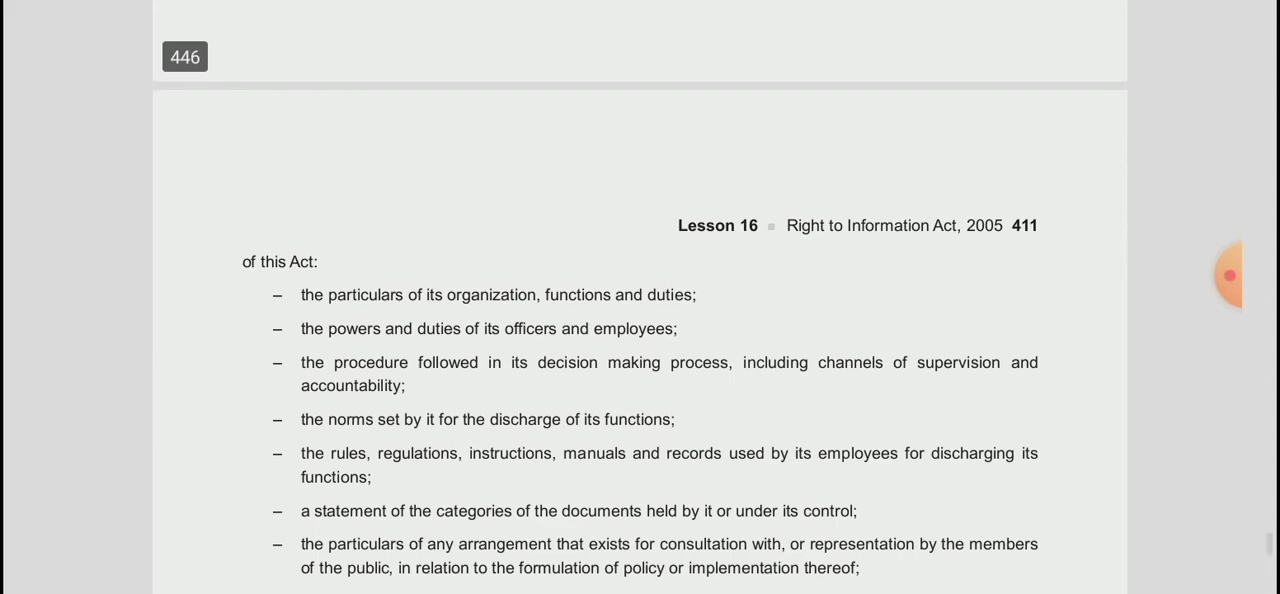 446
Lesson 16 ▪ Right to Information Act, 2005 411
of this Act:
– the particulars of its organization, functions and duties;
– the powers and duties of its officers and employees;
– the procedure followed in its decision making process, including channels of supervision and
accountability;
– the norms set by it for the discharge of its functions;
– the rules, regulations, instructions, manuals and records used by its employees for discharging its
functions;
– a statement of the categories of the documents held by it or under its control;
– the particulars of any arrangement that exists for consultation with, or representation by the members
of the public, in relation to the formulation of policy or implementation thereof;